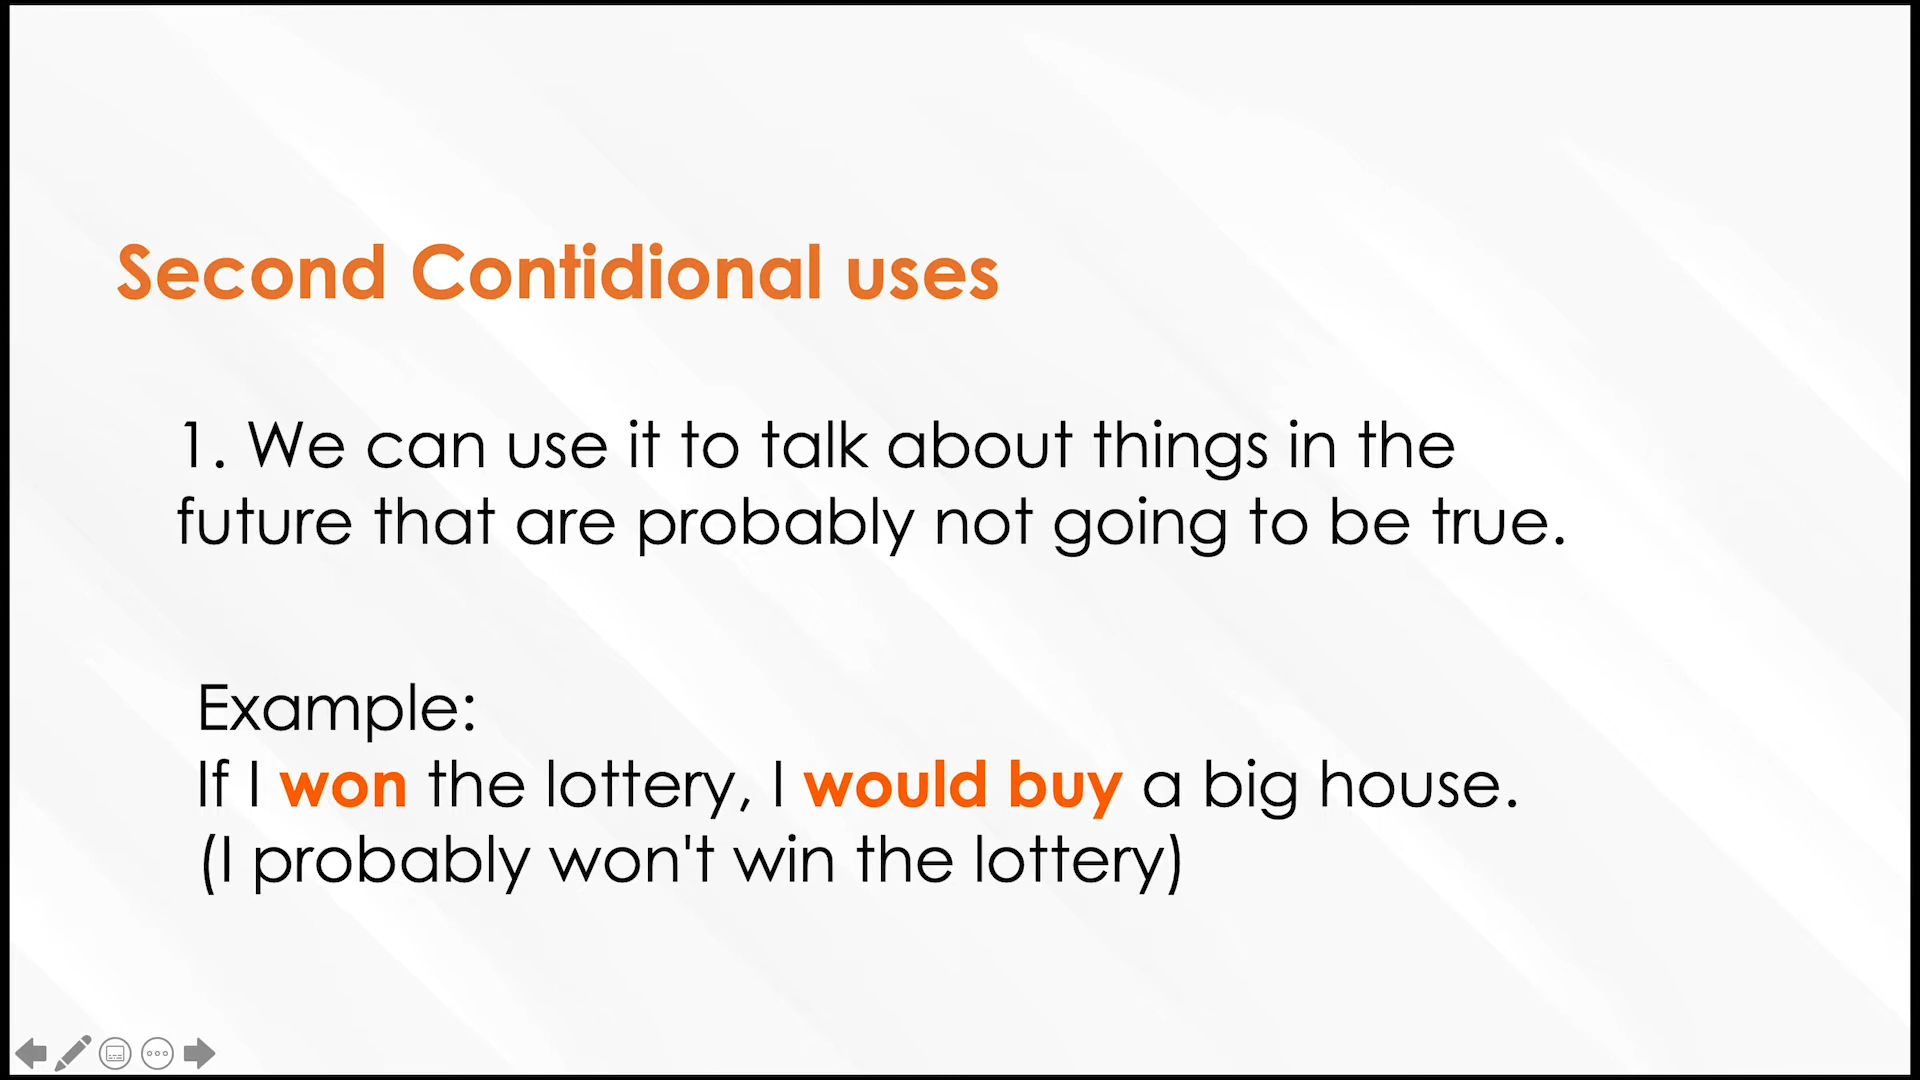 Second Contidional uses
1. We can use it to talk about things in the
future that are probably not going to be true.
Example:
If I won the lottery, I would buy a big house.
(I probably won't win the lottery)